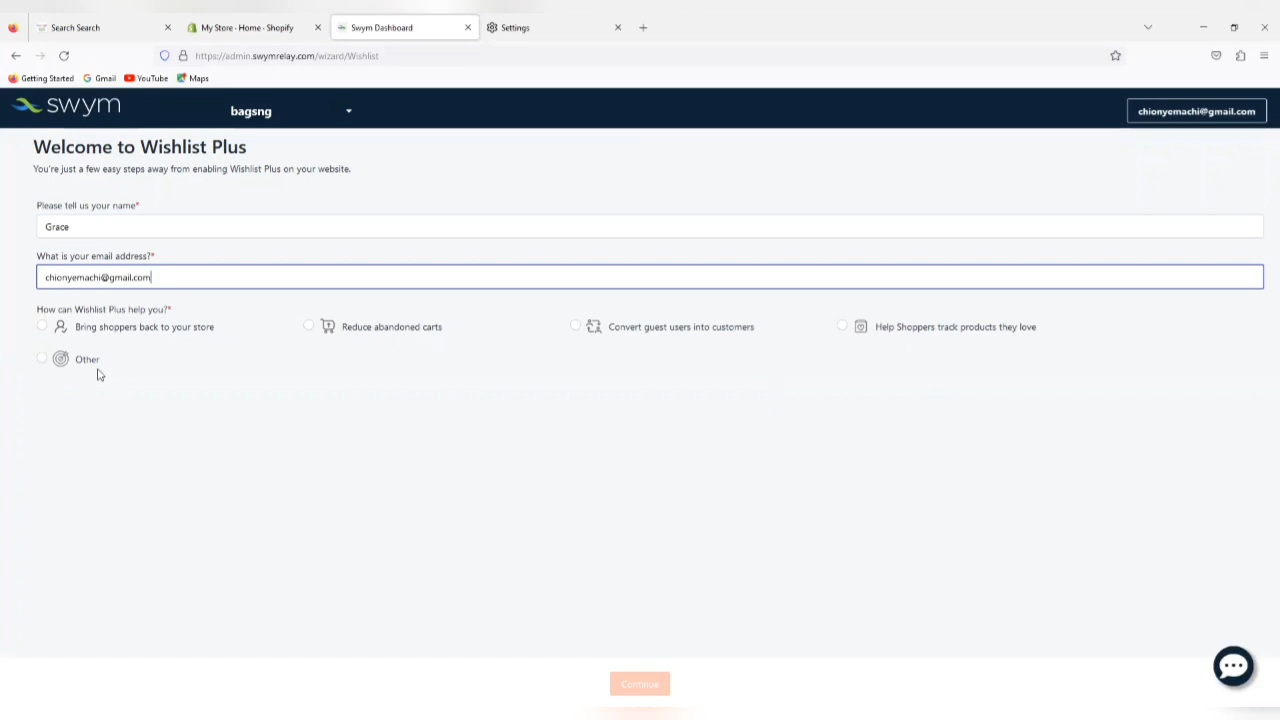 Search Search
My Store · Home · Shopify
Swym Dashboard
Settings
https://admin.swymrelay.com/wizard/Wishlist
Getting Started
Gmail
YouTube
Maps
swym
bagsng
chionyemachi@gmail.com
Welcome to Wishlist Plus
You're just a few easy steps away from enabling Wishlist Plus on your website.
Please tell us your name*
Grace
What is your email address?*
chionyemachi@gmail.com
How can Wishlist Plus help you?*
Bring shoppers back to your store
Reduce abandoned carts
Convert guest users into customers
Help Shoppers track products they love
Other
Continue